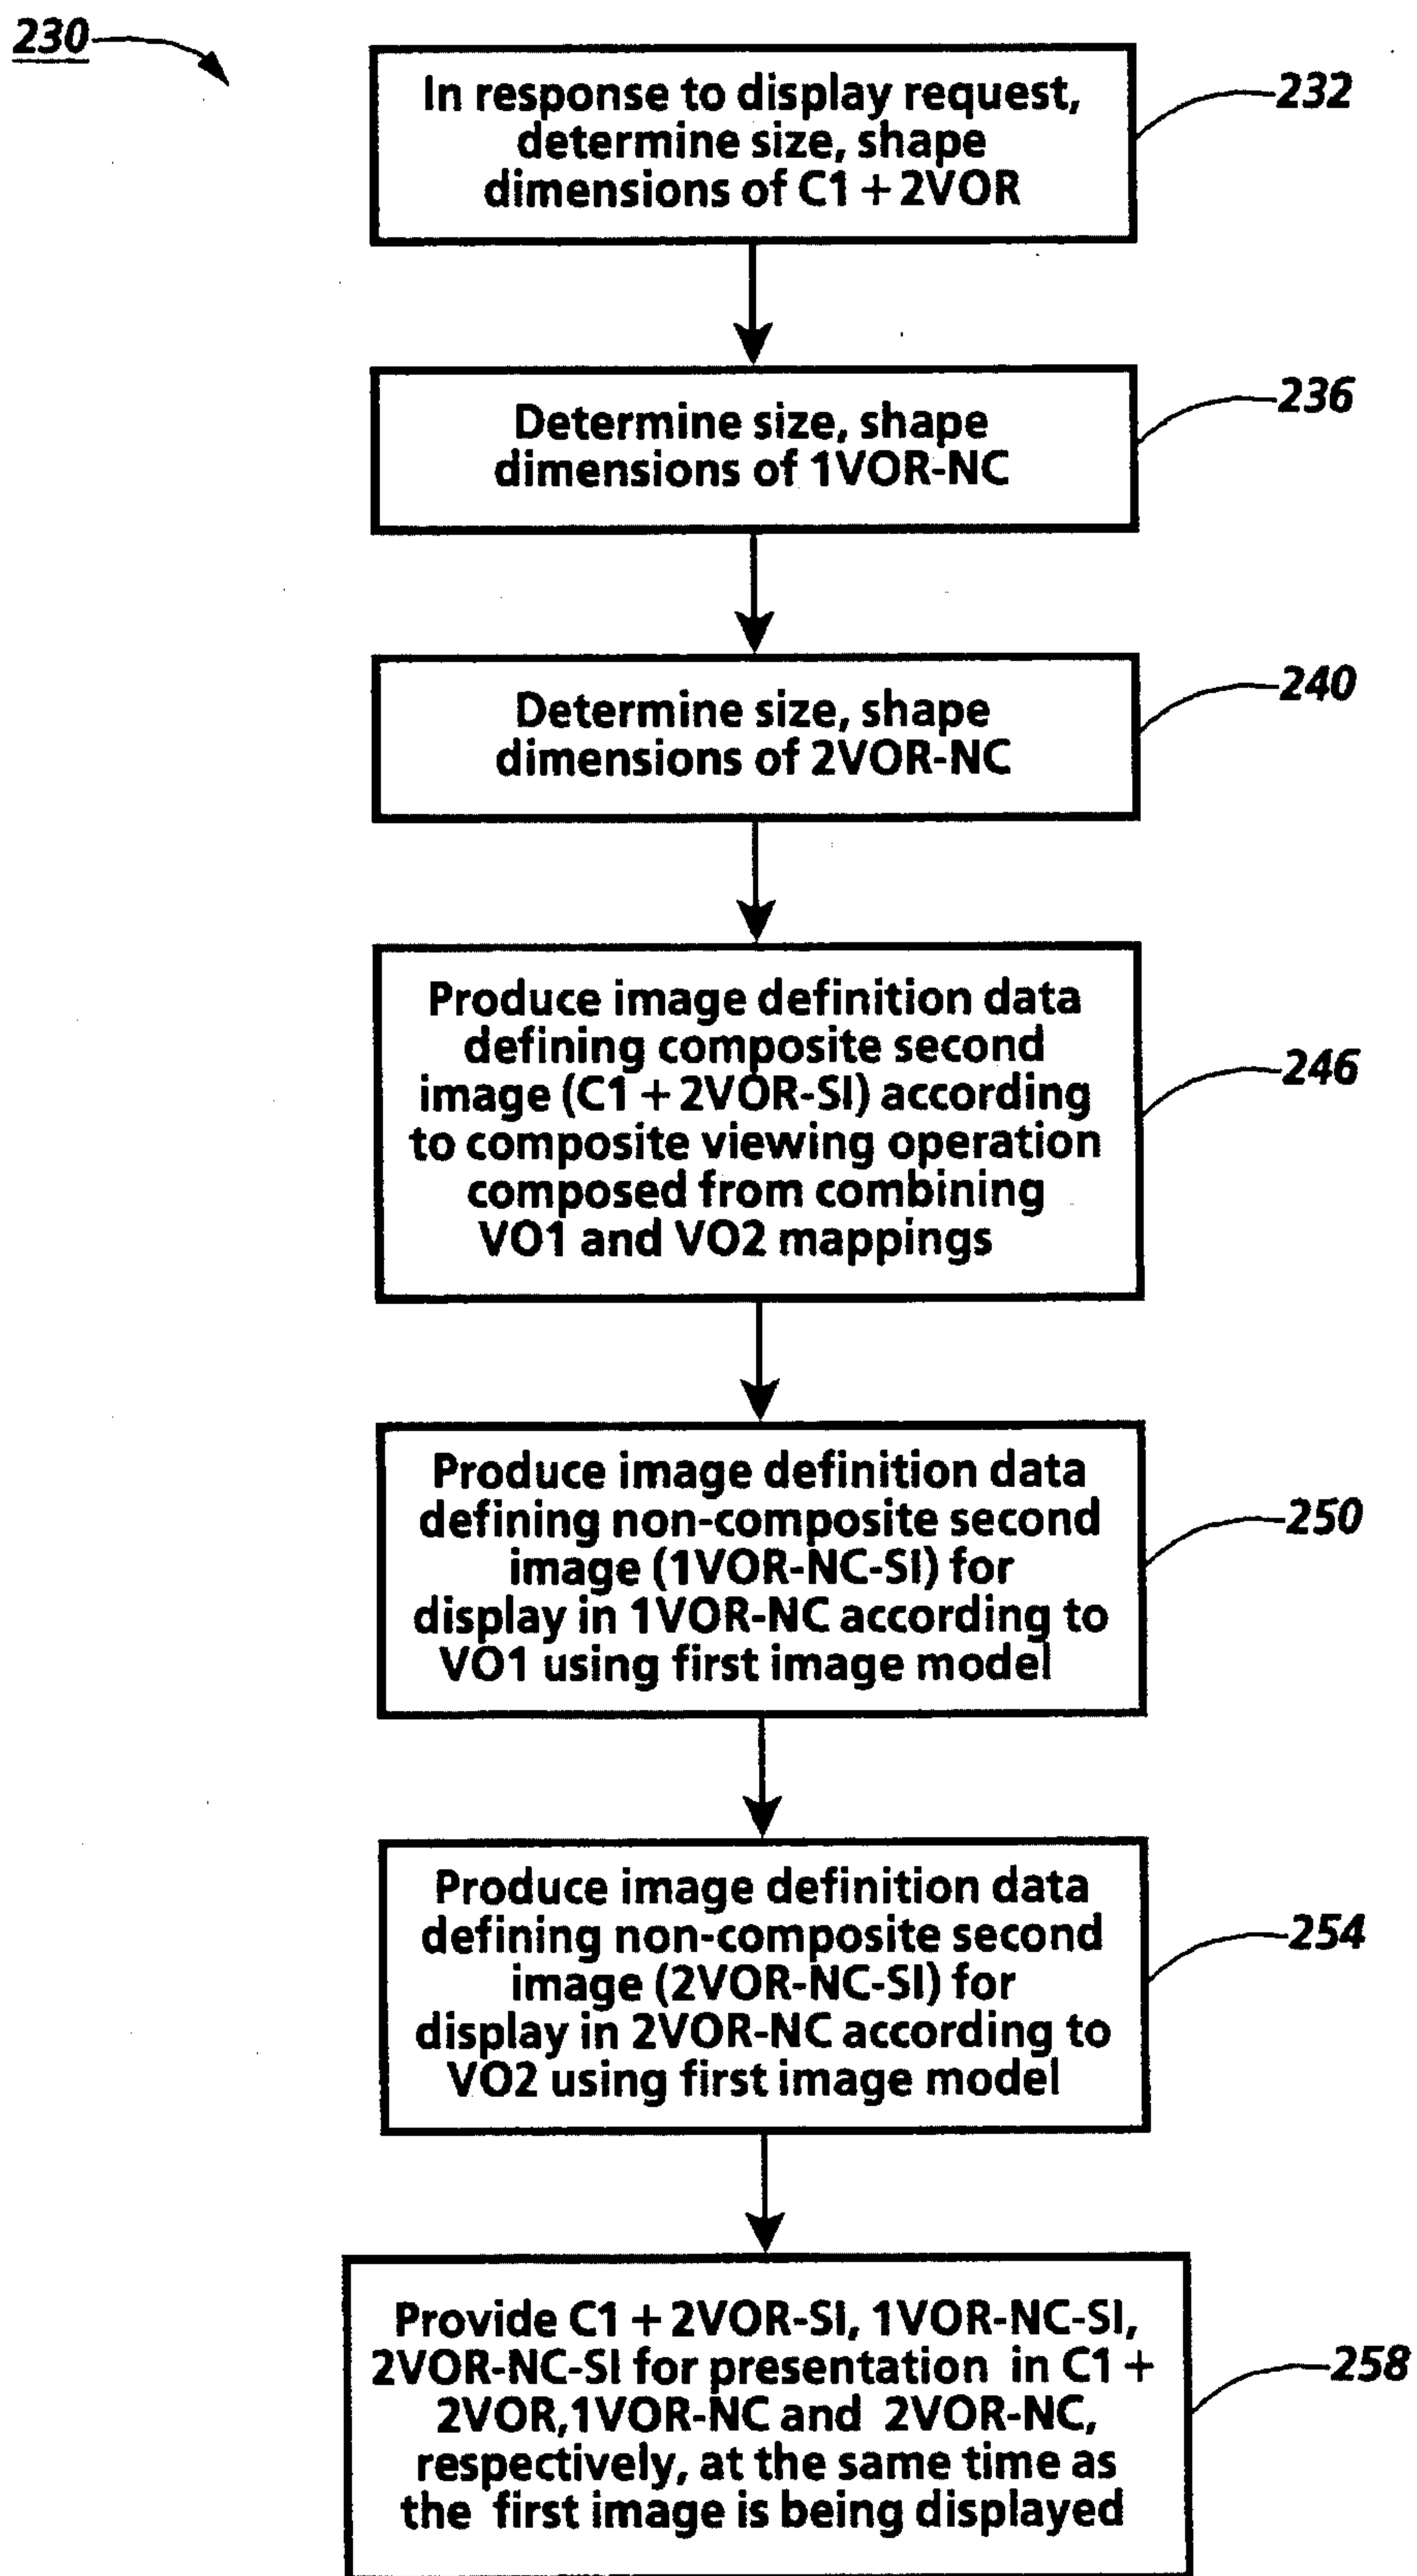 230
In response to display request,
determine size, shape
dimensions of C1 + 2VOR
232
Determine size, shape
dimensions of 1VOR-NC
236
Determine size, shape
dimensions of 2VOR-NC
240
Produce image definition data
defining composite second
image (C1 + 2VOR-SI) according
to composite viewing operation
composed from combining
VO1 and VO2 mappings
246
Produce image definition data
defining non-composite second
image (1VOR-NC-SI) for
display in 1VOR-NC according to
VO1 using first image model
250
Produce image definition data
defining non-composite second
image (2VOR-NC-SI) for
display in 2VOR-NC according to
VO2 using first image model
254
Provide C1 + 2VOR-SI, 1VOR-NC-SI,
2VOR-NC-SI for presentation in C1 +
2VOR,1VOR-NC and 2VOR-NC,
respectively, at the same time as
the first image is being displayed
258